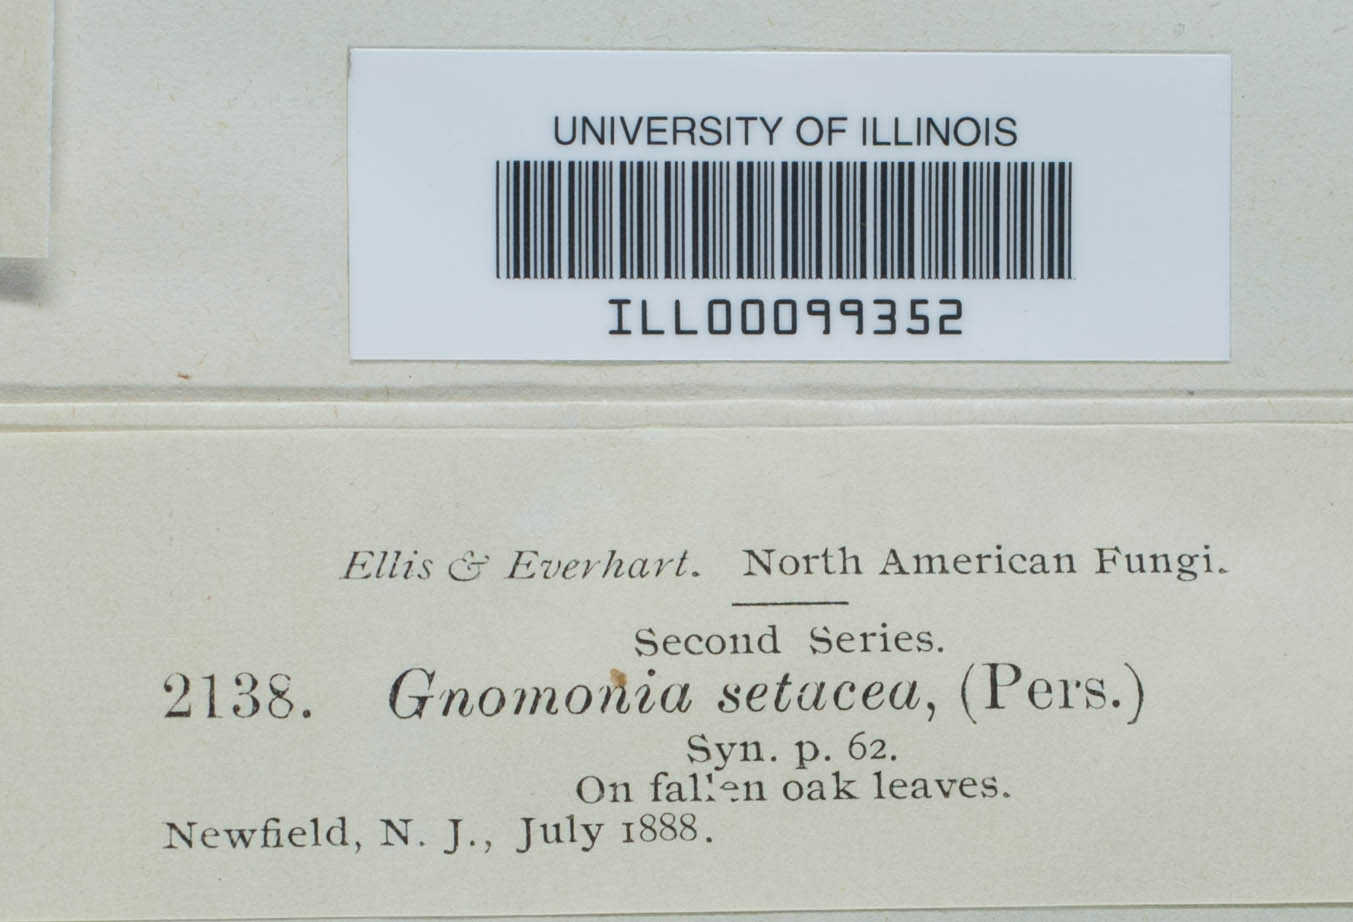 UNIVERSITY OF ILLINOIS
ILL00099352
Ellis & Everhart. North American Fungi.
Second Series.
2138. Gnomonia setacea, (Pers.)
Syn. p. 62.
On fallen oak leaves.
Newfield, N. J., July 1888.